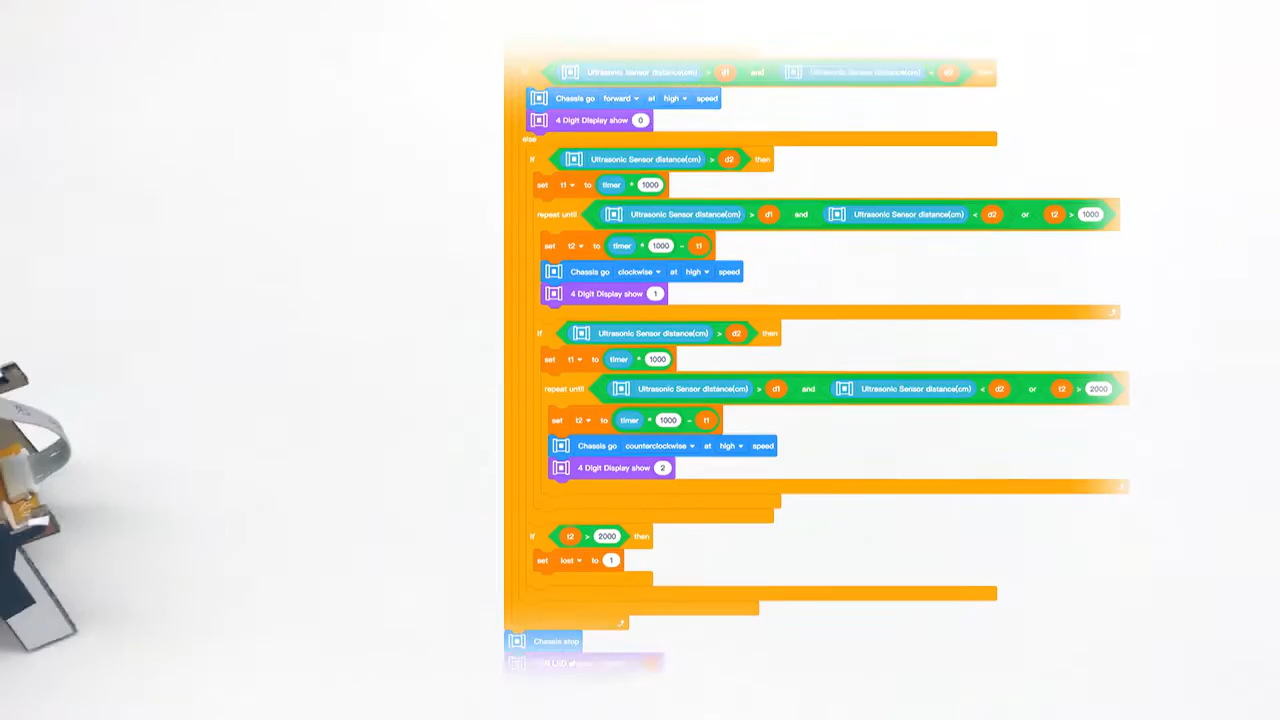 Ultrasonic Sensor distance(cm) > d1 and Ultrasonic Sensor distance(cm) < d2 then
Chassis go forward at high speed
4 Digit Display show 0
else
if Ultrasonic Sensor distance(cm) > d2 then
set t1 to timer * 1000
repeat until Ultrasonic Sensor distance(cm) > d1 and Ultrasonic Sensor distance(cm) < d2 or t2 > 1000
set t2 to timer * 1000 - t1
Chassis go clockwise at high speed
4 Digit Display show 1
if Ultrasonic Sensor distance(cm) > d2 then
set t1 to timer * 1000
repeat until Ultrasonic Sensor distance(cm) > d1 and Ultrasonic Sensor distance(cm) < d2 or t2 > 2000
set t2 to timer * 1000 - t1
Chassis go counterclockwise at high speed
4 Digit Display show 2
if t2 > 2000 then
set lost to 1
Chassis stop
LED